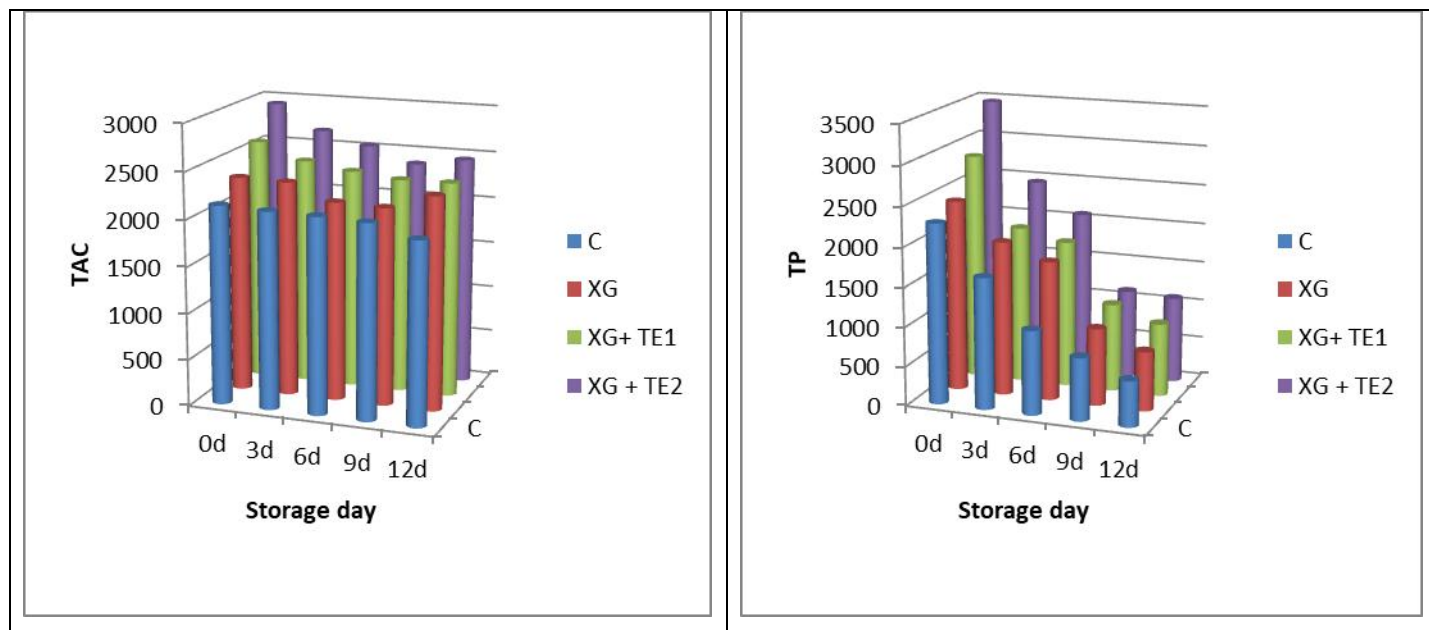 3000
2500
2000
1500
1000
500
0
TAC
0d 3d 6d 9d 12d
C
Storage day
C
XG
XG+ TE1
XG + TE2
3500
3000
2500
2000
1500
1000
500
0
TP
0d 3d 6d 9d 12d
C
Storage day
C
XG
XG+ TE1
XG + TE2